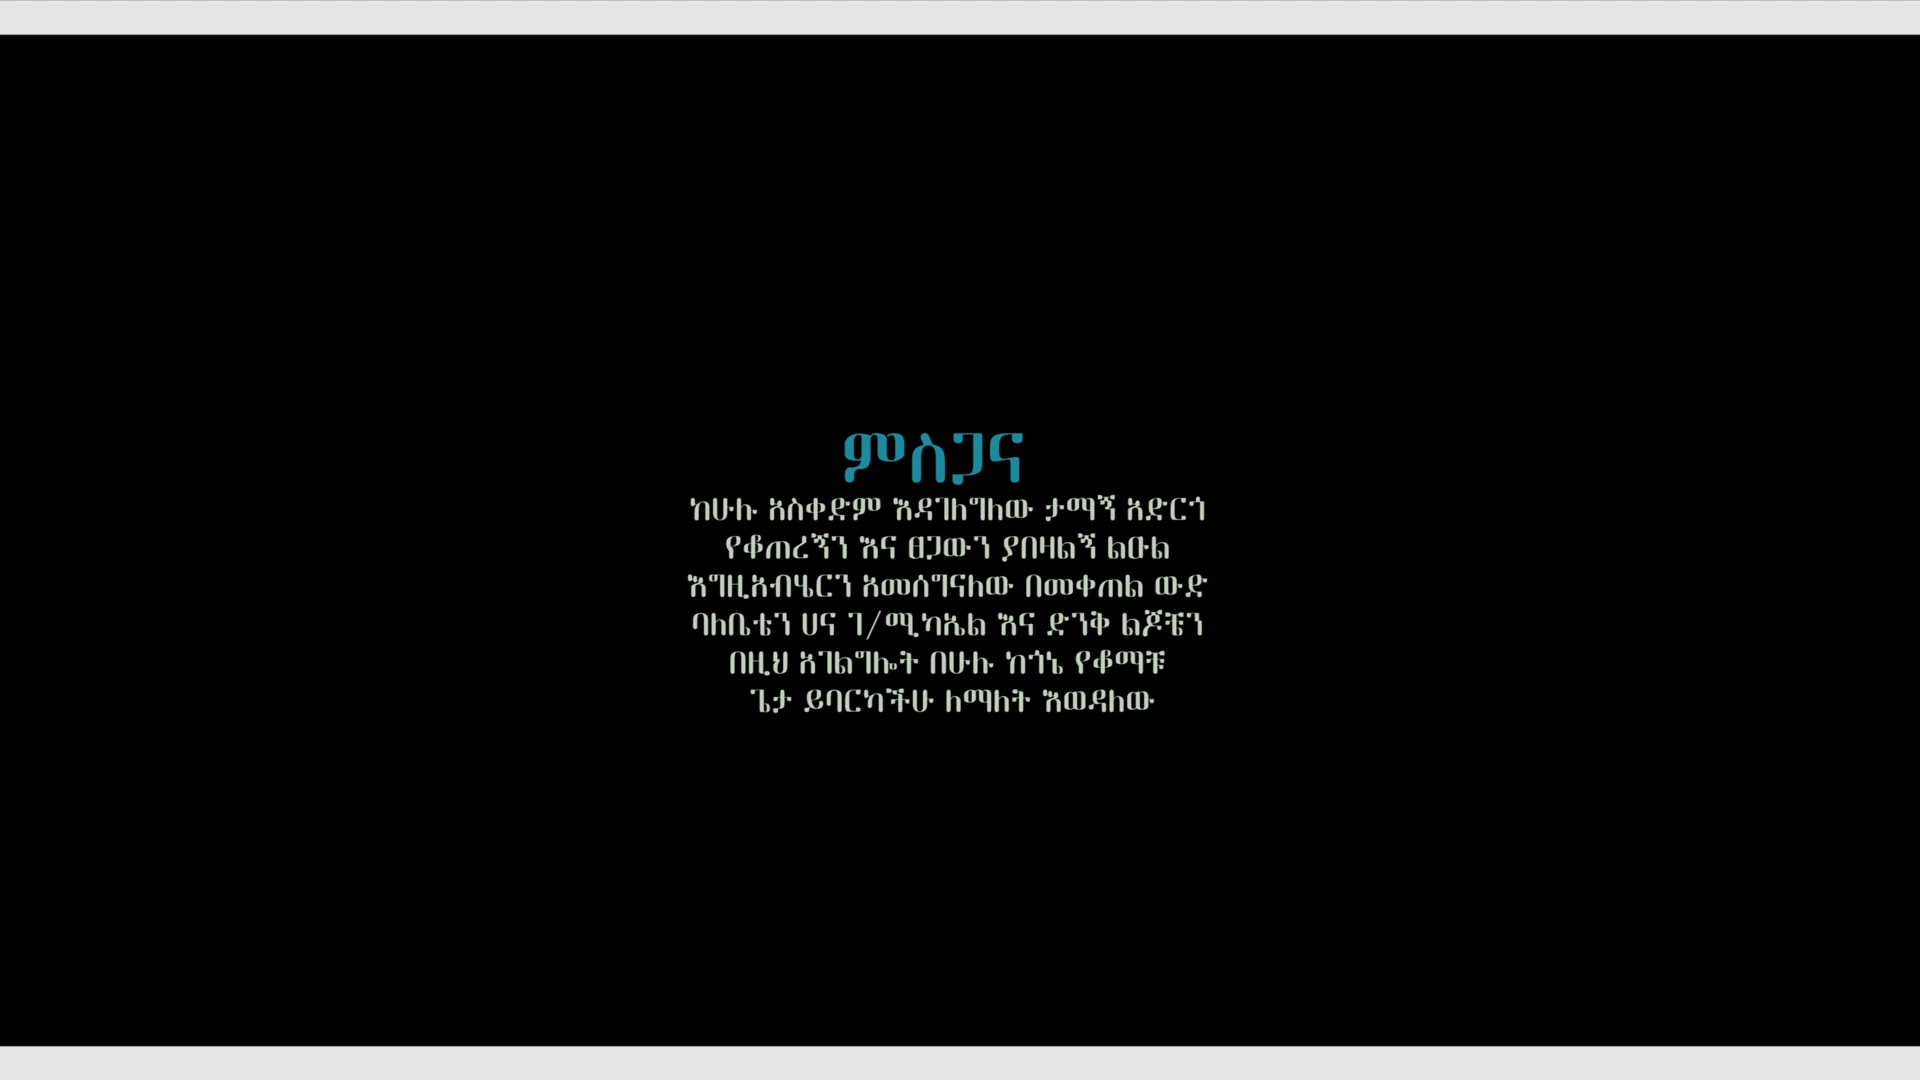 ምስጋና
ከሁሉ አስቀድም እዳገለግለው ታማኝ አድርጎ
የቆጠረኝን እና ፀጋውን ያበዛልኝ ልዑል
እግዚአብሄርን አመሰግናለው በመቀጠል ውድ
ባለቤቴን ሀና ገ/ሚካኤል እና ድንቅ ልጆቼን
በዚህ አገልግሎት በሁሉ ከጎኔ የቆማቹ
ጌታ ይባርካችሁ ለማለት እወዳለው